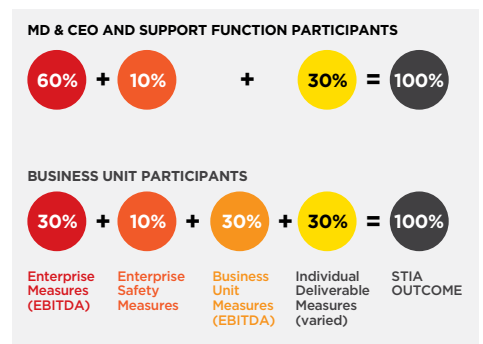 MD & CEO AND SUPPORT FUNCTION PARTICIPANTS
60% + 10% + 30% = 100%
BUSINESS UNIT PARTICIPANTS
30% + 10% + 30% + 30% = 100%
Enterprise Measures (EBITDA)
Enterprise Safety Measures
Business Unit Measures (EBITDA)
Individual Deliverable Measures (varied)
STIA OUTCOME